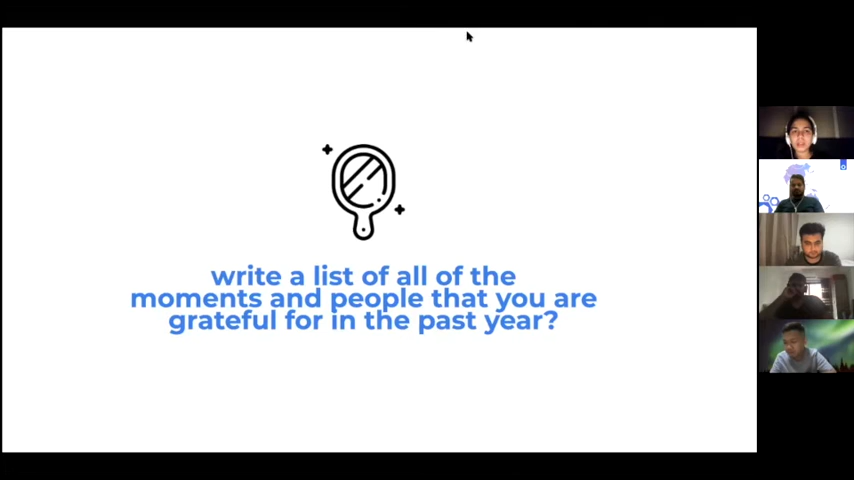 write a list of all of the
moments and people that you are
grateful for in the past year?